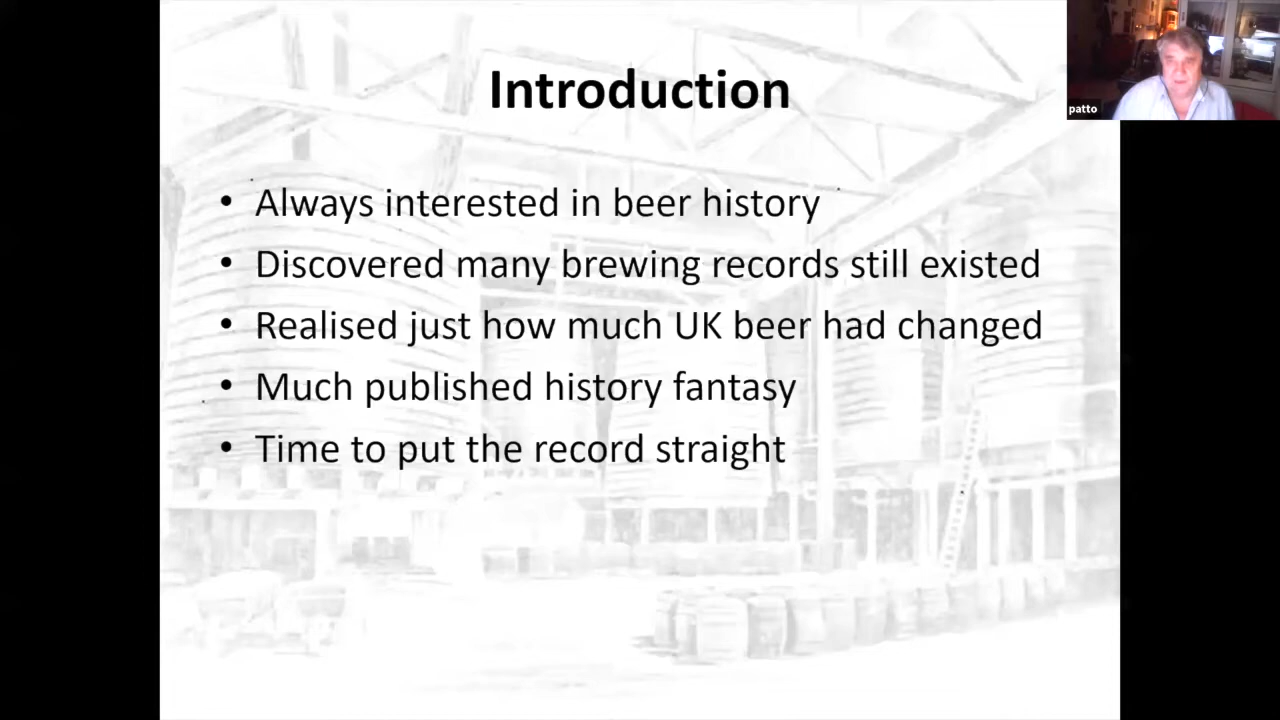 Introduction
patto
• Always interested in beer history
• Discovered many brewing records still existed
• Realised just how much UK beer had changed
• Much published history fantasy
• Time to put the record straight